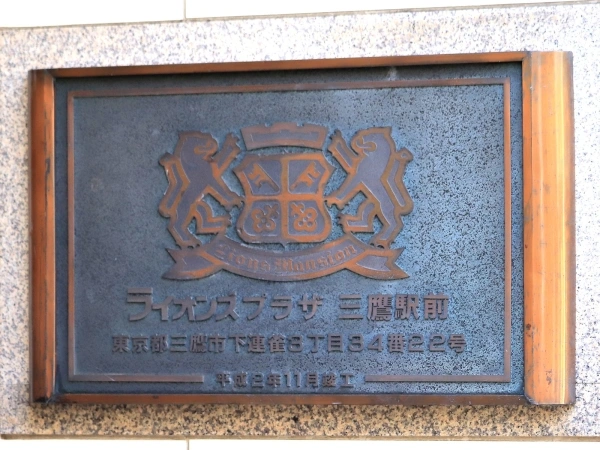 Lions Mansion
ライオンズプラザ 三鷹駅前
東京都三鷹市下連雀3丁目34番22号
平成2年11月竣工